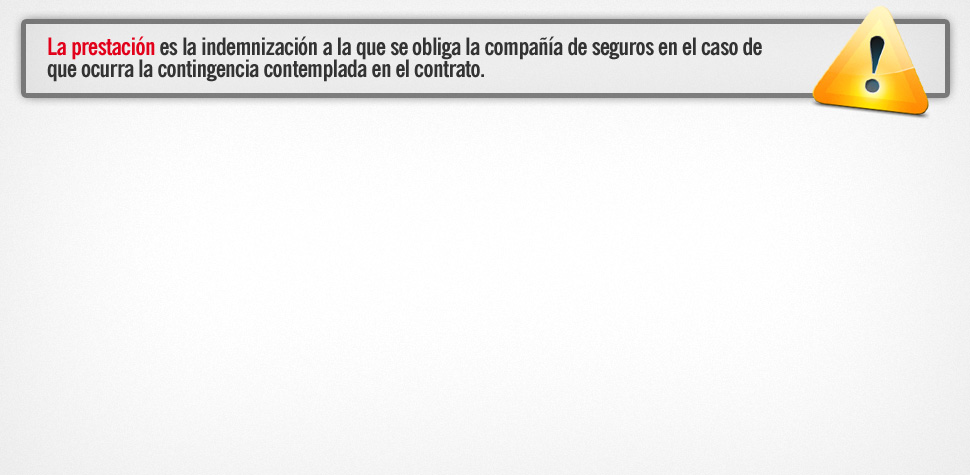 La prestación es la indemnización a la que se obliga la compañía de seguros en el caso de
que ocurra la contingencia contemplada en el contrato.